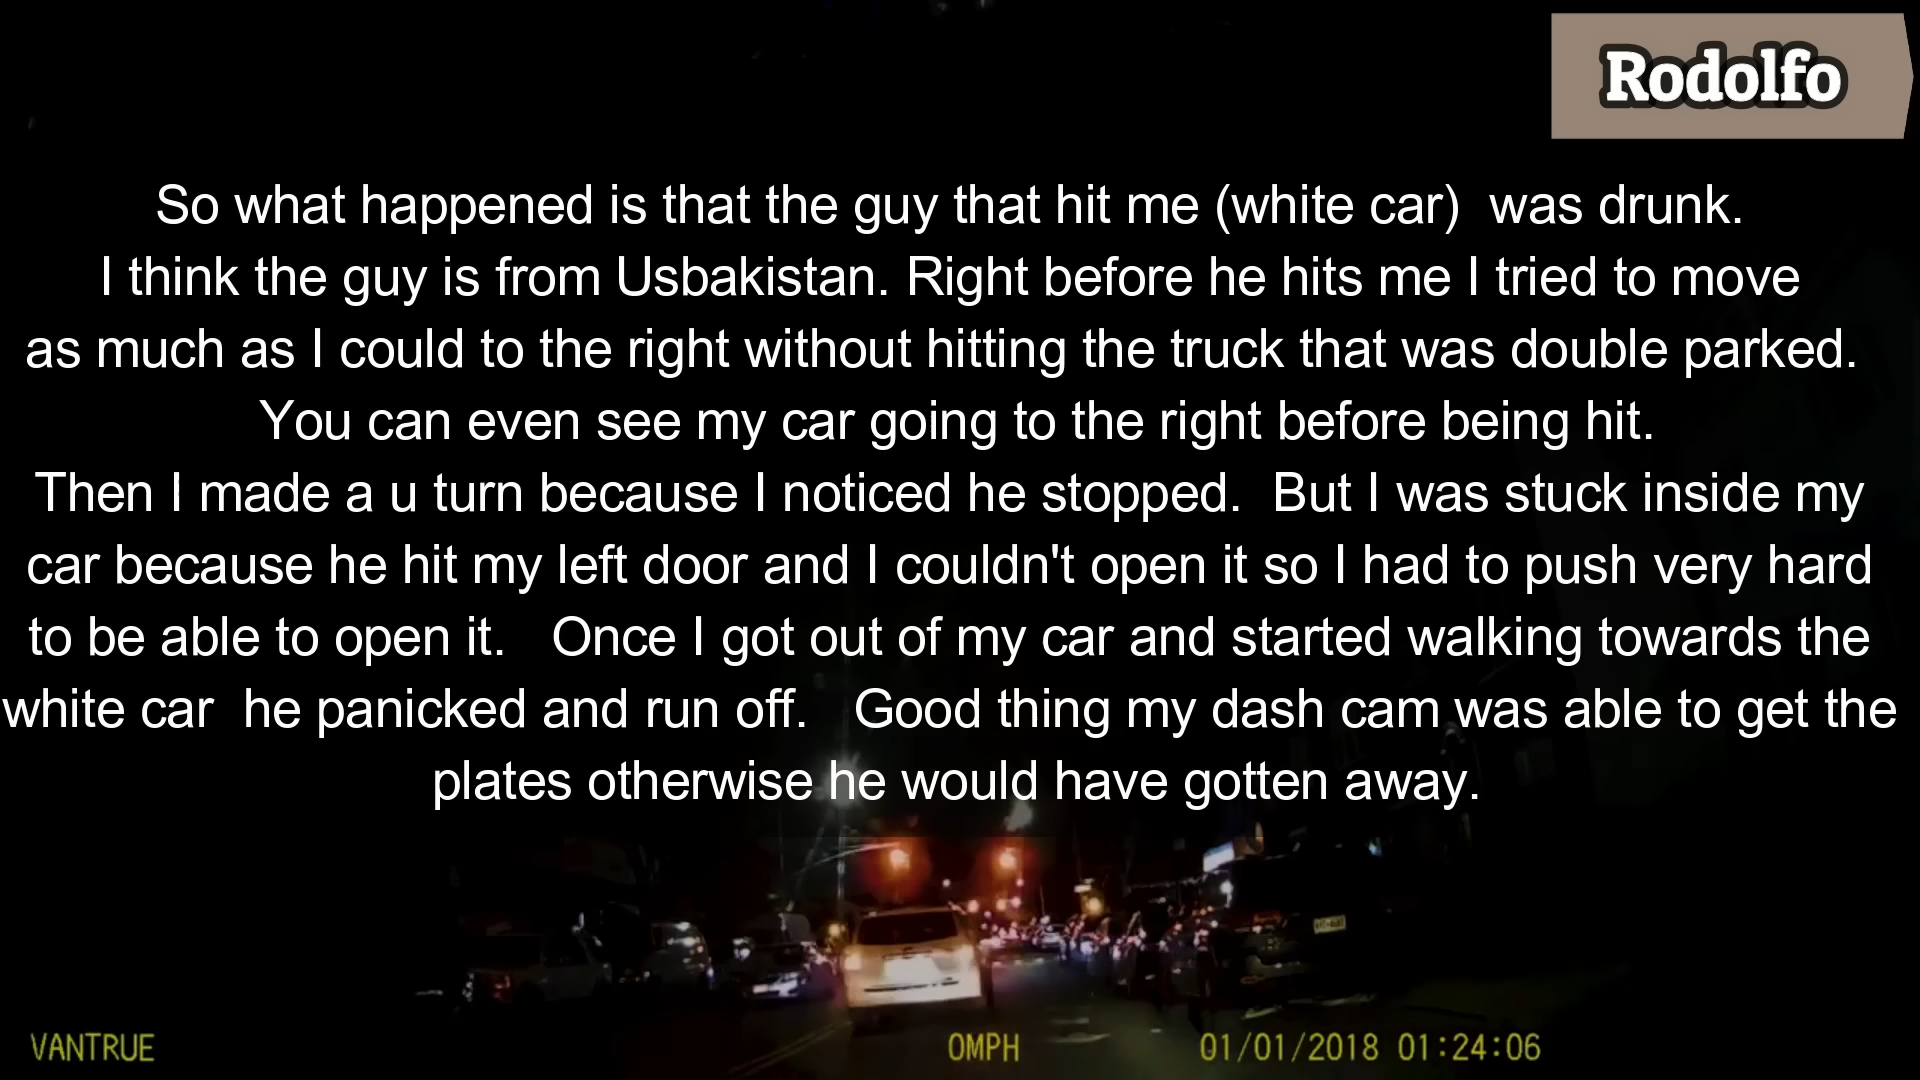 Rodolfo
So what happened is that the guy that hit me (white car)  was drunk.
I think the guy is from Usbakistan. Right before he hits me I tried to move
as much as I could to the right without hitting the truck that was double parked.
You can even see my car going to the right before being hit.
Then I made a u turn because I noticed he stopped.  But I was stuck inside my
car because he hit my left door and I couldn't open it so I had to push very hard
to be able to open it.   Once I got out of my car and started walking towards the
white car  he panicked and run off.   Good thing my dash cam was able to get the
plates otherwise he would have gotten away.
VANTRUE 0MPH 01/01/2018 01:24:06